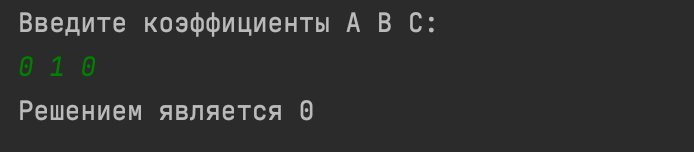 Введите коэффициенты A B C:
0 1 0
Решением является 0